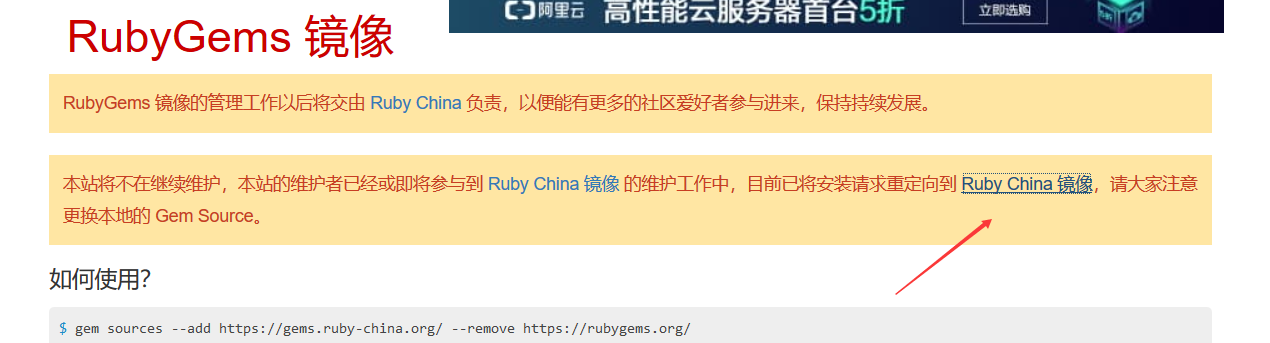 阿里云 高性能云服务器首台5折 立即选购
RubyGems 镜像
RubyGems 镜像的管理工作以后将交由 Ruby China 负责，以便能有更多的社区爱好者参与进来，保持持续发展。
本站将不在继续维护，本站的维护者已经或即将参与到 Ruby China 镜像 的维护工作中，目前已将安装请求重定向到 Ruby China 镜像，请大家注意
更换本地的 Gem Source。
如何使用？
$ gem sources --add https://gems.ruby-china.org/ --remove https://rubygems.org/